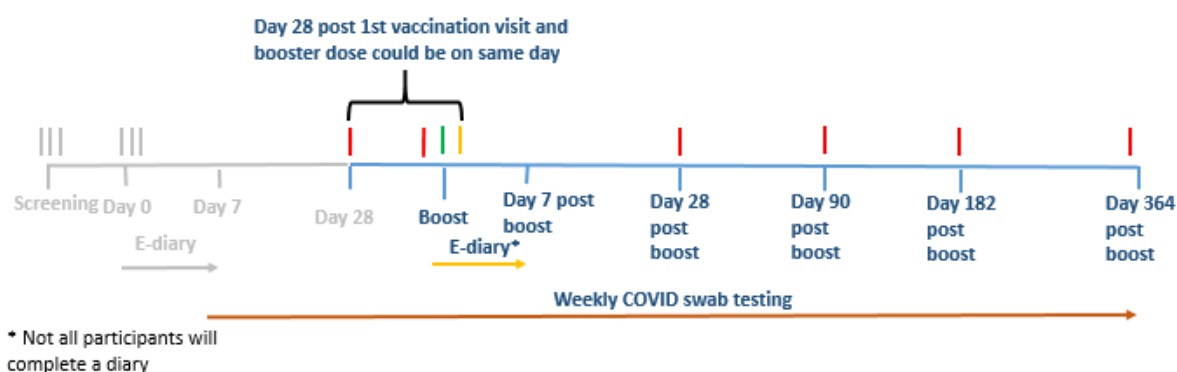 Day 28 post 1st vaccination visit and
booster dose could be on same day
Screening
Day 0
Day 7
Day 28
Boost
Day 7 post
boost
Day 28
post
boost
Day 90
post
boost
Day 182
post
boost
Day 364
post
boost
E-diary
E-diary*
Weekly COVID swab testing
* Not all participants will
complete a diary